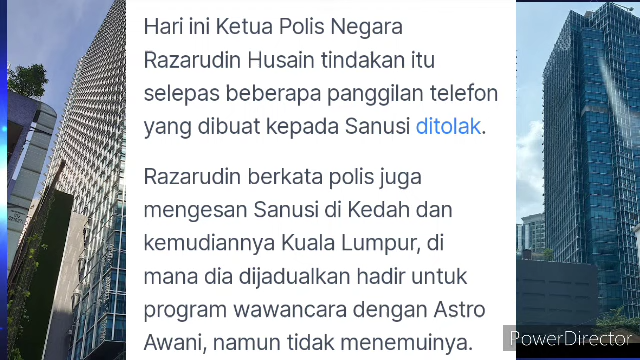 Hari ini Ketua Polis Negara
Razarudin Husain tindakan itu
selepas beberapa panggilan telefon
yang dibuat kepada Sanusi ditolak.
Razarudin berkata polis juga
mengesan Sanusi di Kedah dan
kemudiannya Kuala Lumpur, di
mana dia dijadualkan hadir untuk
program wawancara dengan Astro
Awani, namun tidak menemuinya.
PowerDirector